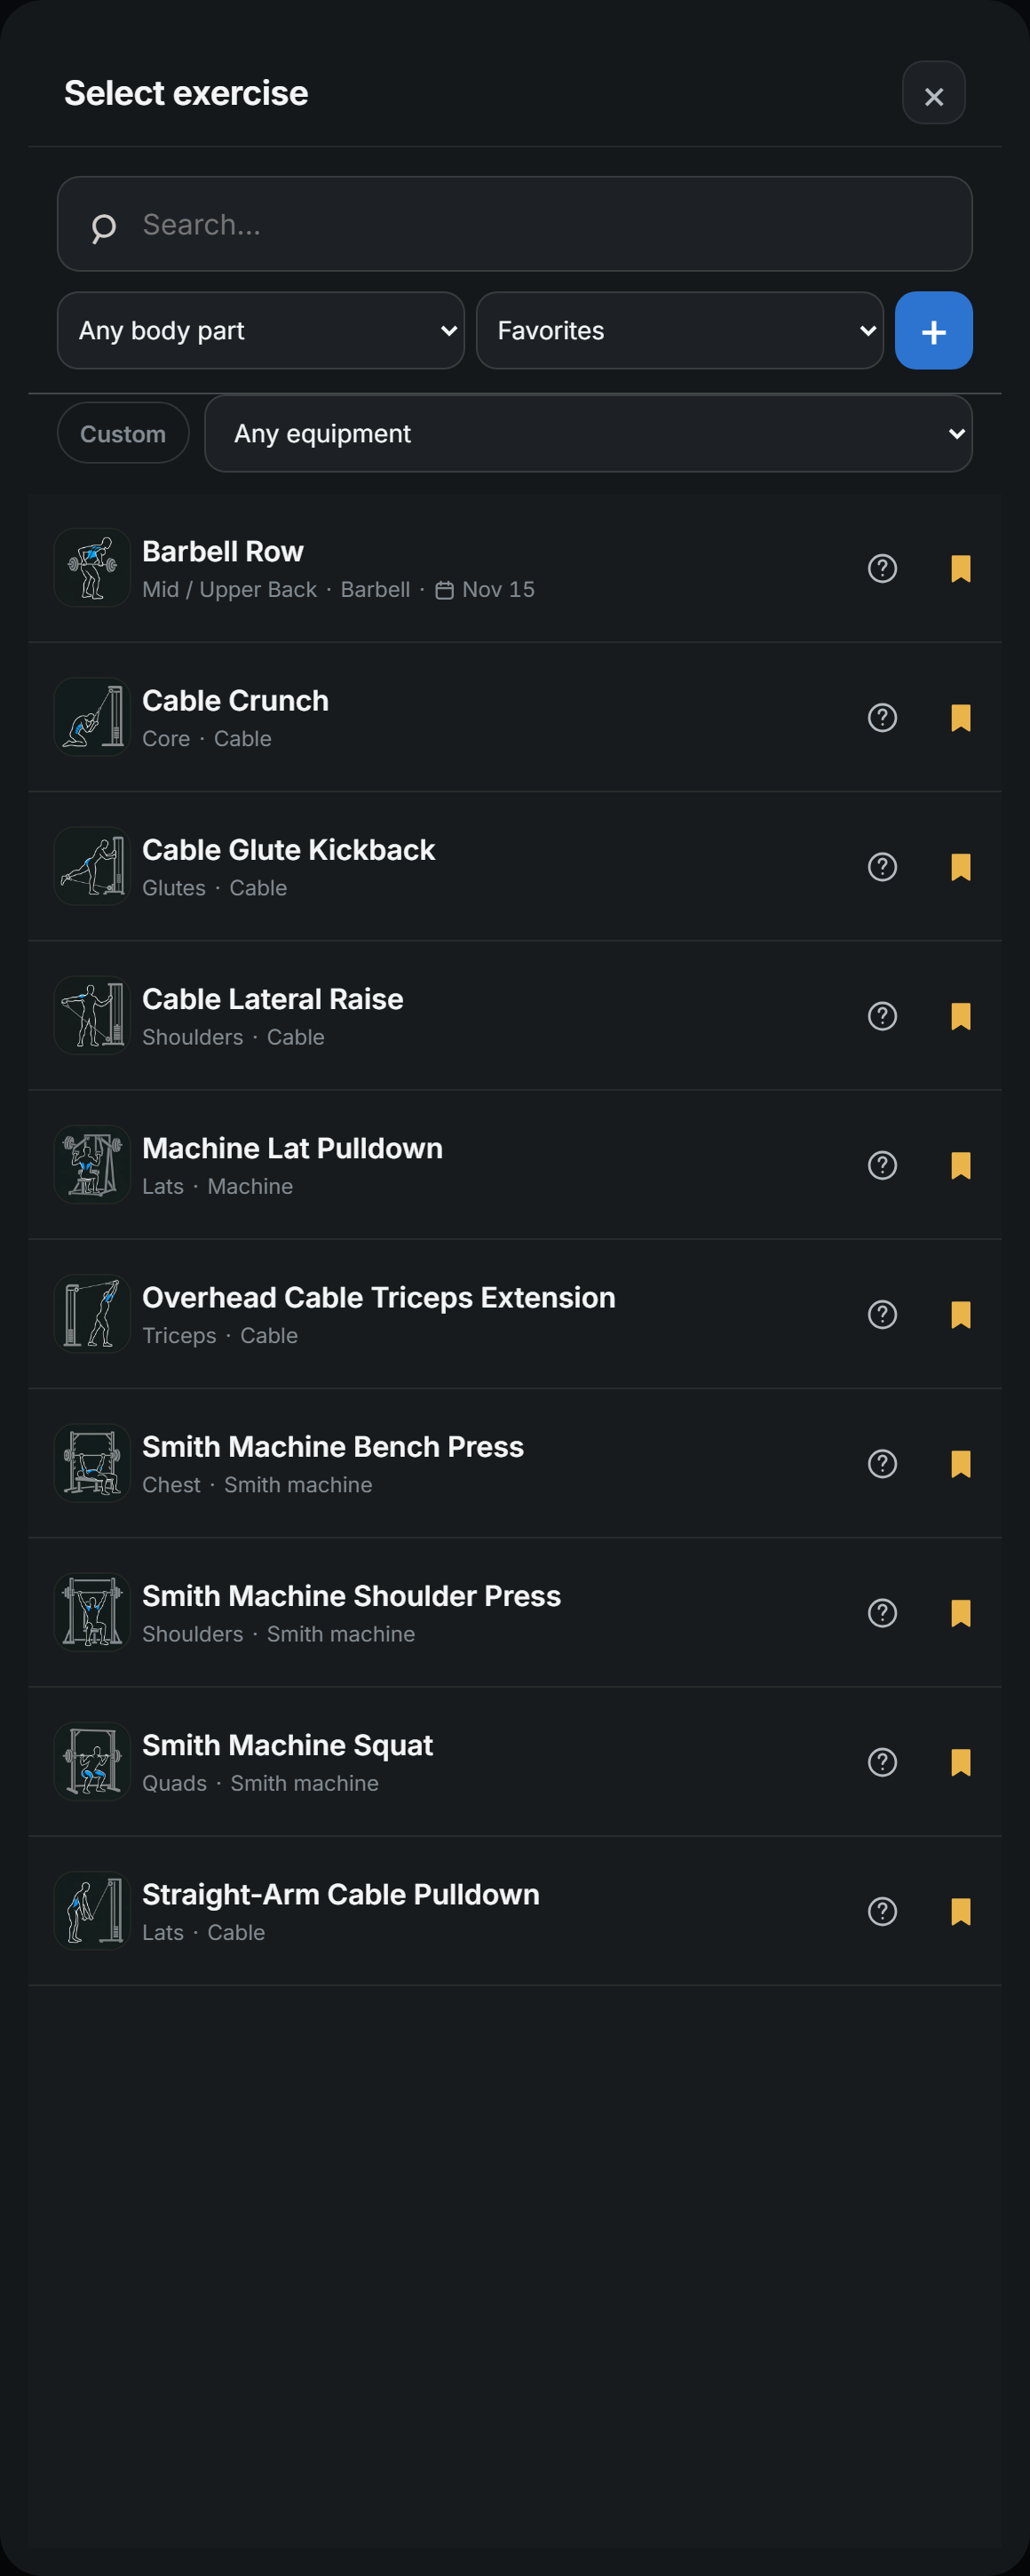 Select exercise
Search...
Any body part
Favorites
+
Custom
Any equipment
Barbell Row
Mid / Upper Back · Barbell · Nov 15
Cable Crunch
Core · Cable
Cable Glute Kickback
Glutes · Cable
Cable Lateral Raise
Shoulders · Cable
Machine Lat Pulldown
Lats · Machine
Overhead Cable Triceps Extension
Triceps · Cable
Smith Machine Bench Press
Chest · Smith machine
Smith Machine Shoulder Press
Shoulders · Smith machine
Smith Machine Squat
Quads · Smith machine
Straight-Arm Cable Pulldown
Lats · Cable